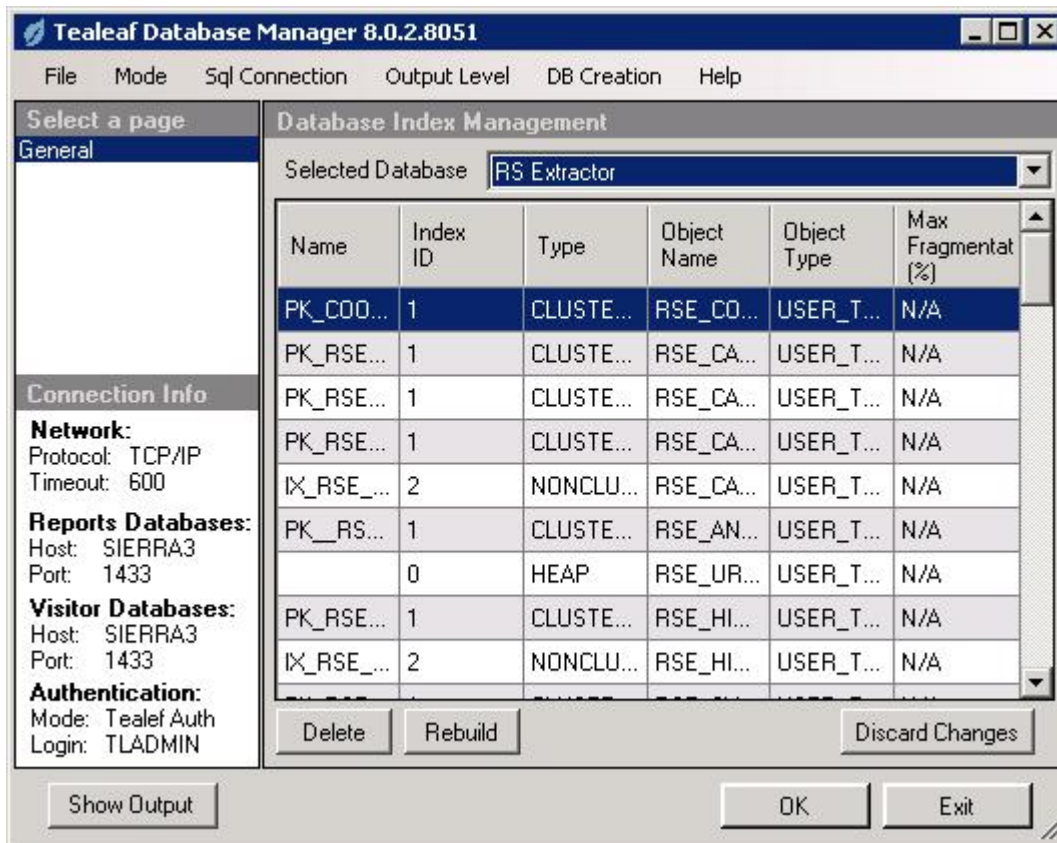 Tealeaf Database Manager 8.0.2.8051
File Mode Sql Connection Output Level DB Creation Help
Select a page
General
Connection Info
Network:
Protocol: TCP/IP
Timeout: 600
Reports Databases:
Host: SIERRA3
Port: 1433
Visitor Databases:
Host: SIERRA3
Port: 1433
Authentication:
Mode: Tealef Auth
Login: TLADMIN
Database Index Management
Selected Database RS Extractor
Name Index ID Type Object Name Object Type Max Fragmentat (%)
PK_COO... 1 CLUSTE... RSE_CO... USER_T... N/A
PK_RSE... 1 CLUSTE... RSE_CA... USER_T... N/A
PK_RSE... 1 CLUSTE... RSE_CA... USER_T... N/A
PK_RSE... 1 CLUSTE... RSE_CA... USER_T... N/A
IX_RSE_... 2 NONCLU... RSE_CA... USER_T... N/A
PK__RS... 1 CLUSTE... RSE_AN... USER_T... N/A
0 HEAP RSE_UR... USER_T... N/A
PK_RSE... 1 CLUSTE... RSE_HI... USER_T... N/A
IX_RSE_... 2 NONCLU... RSE_HI... USER_T... N/A
Delete Rebuild Discard Changes
Show Output OK Exit